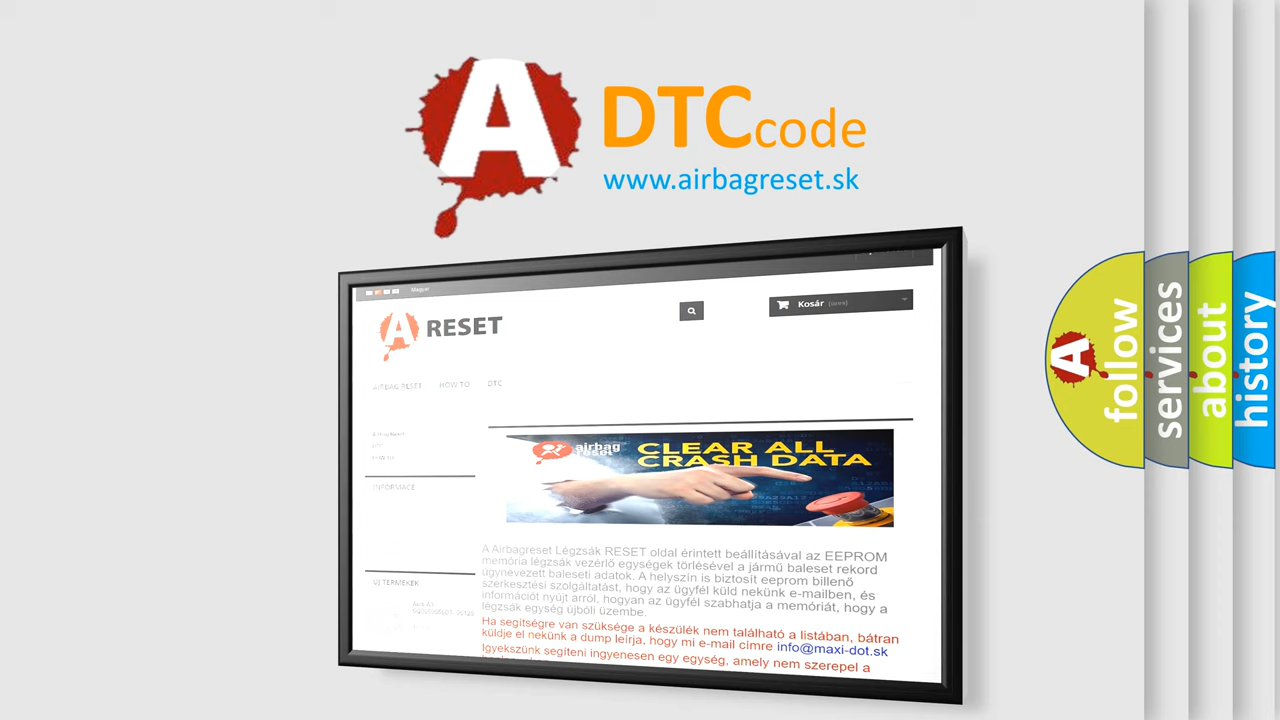 A
DTC code
www.airbagreset.sk
Magyar
A RESET
Kosár (üres)
AIRBAG RESET HOW TO DTC
INFORMACE
ÚJ TERMÉKEK
airbag
reset
CLEAR ALL
CRASH DATA
A Airbagreset Légzsák RESET oldal érintett beállításával az EEPROM
memória légzsák vezérlő egységek törlésével a jármű baleset rekord
úgynevezett baleseti adatok. A helyszín is biztosít eeprom billenő
szerkesztési szolgáltatást, hogy az ügyfél küld nekünk e-mailben, és
információt nyújt arról, hogyan az ügyfél szabhatja a memóriát, hogy a
légzsák egység újbóli üzembe.
Ha segítségre van szüksége a készülék nem található a listában, bátran
küldje el nekünk a dump leírja, hogy mi e-mail címre info@maxi-dot.sk
Igyekszünk segíteni ingyenesen egy egység, amely nem szerepel a
A follow
services
about
history